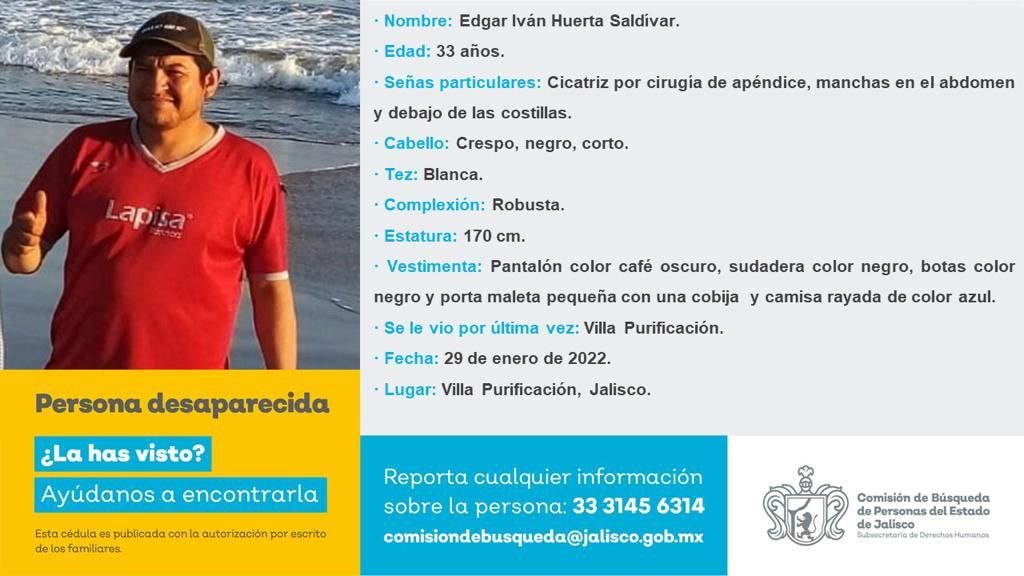 Lapisa
Persona desaparecida
¿La has visto?
Ayúdanos a encontrarla
Esta cédula es publicada con la autorización por escrito
de los familiares.
· Nombre: Edgar Iván Huerta Saldívar.
· Edad: 33 años.
· Señas particulares: Cicatriz por cirugía de apéndice, manchas en el abdomen
y debajo de las costillas.
· Cabello: Crespo, negro, corto.
· Tez: Blanca.
· Complexión: Robusta.
· Estatura: 170 cm.
· Vestimenta: Pantalón color café oscuro, sudadera color negro, botas color
negro y porta maleta pequeña con una cobija y camisa rayada de color azul.
· Se le vio por última vez: Villa Purificación.
· Fecha: 29 de enero de 2022.
· Lugar: Villa Purificación, Jalisco.
Reporta cualquier información
sobre la persona: 33 3145 6314
comisiondebusqueda@jalisco.gob.mx
Comisión de Búsqueda
de Personas del Estado
de Jalisco
Subsecretaría de Derechos Humanos